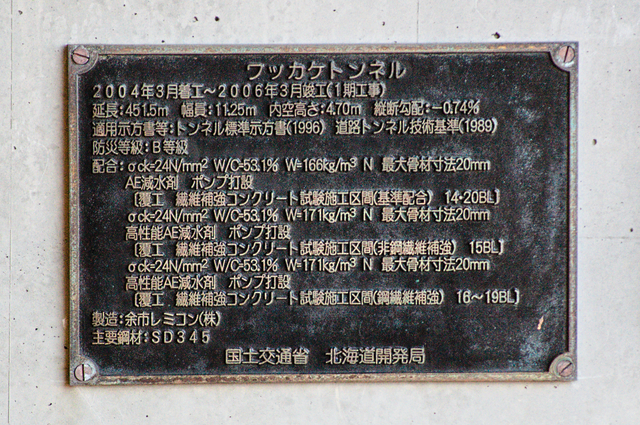 ワッカケトンネル
2004年3月着工～2006年3月竣工(1期工事)
延長:451.5m 幅員:11.25m 内空高さ:4.70m 縦断勾配:-0.74%
適用示方書等:トンネル標準示方書(1996) 道路トンネル技術基準(1989)
防災等級:B等級
配合:σck=24N/mm² W/C=53.1% W=166kg/m³ N 最大骨材寸法20mm
AE減水剤 ポンプ打設
〔覆工 繊維補強コンクリート試験施工区間(基準配合) 14・20BL〕
σck=24N/mm² W/C=53.1% W=171kg/m³ N 最大骨材寸法20mm
高性能AE減水剤 ポンプ打設
〔覆工 繊維補強コンクリート試験施工区間(非鋼繊維補強) 15BL〕
σck=24N/mm² W/C=53.1% W=171kg/m³ N 最大骨材寸法20mm
高性能AE減水剤 ポンプ打設
〔覆工 繊維補強コンクリート試験施工区間(鋼繊維補強) 16～19BL〕
製造:余市レミコン(株)
主要鋼材:SD345
国土交通省 北海道開発局